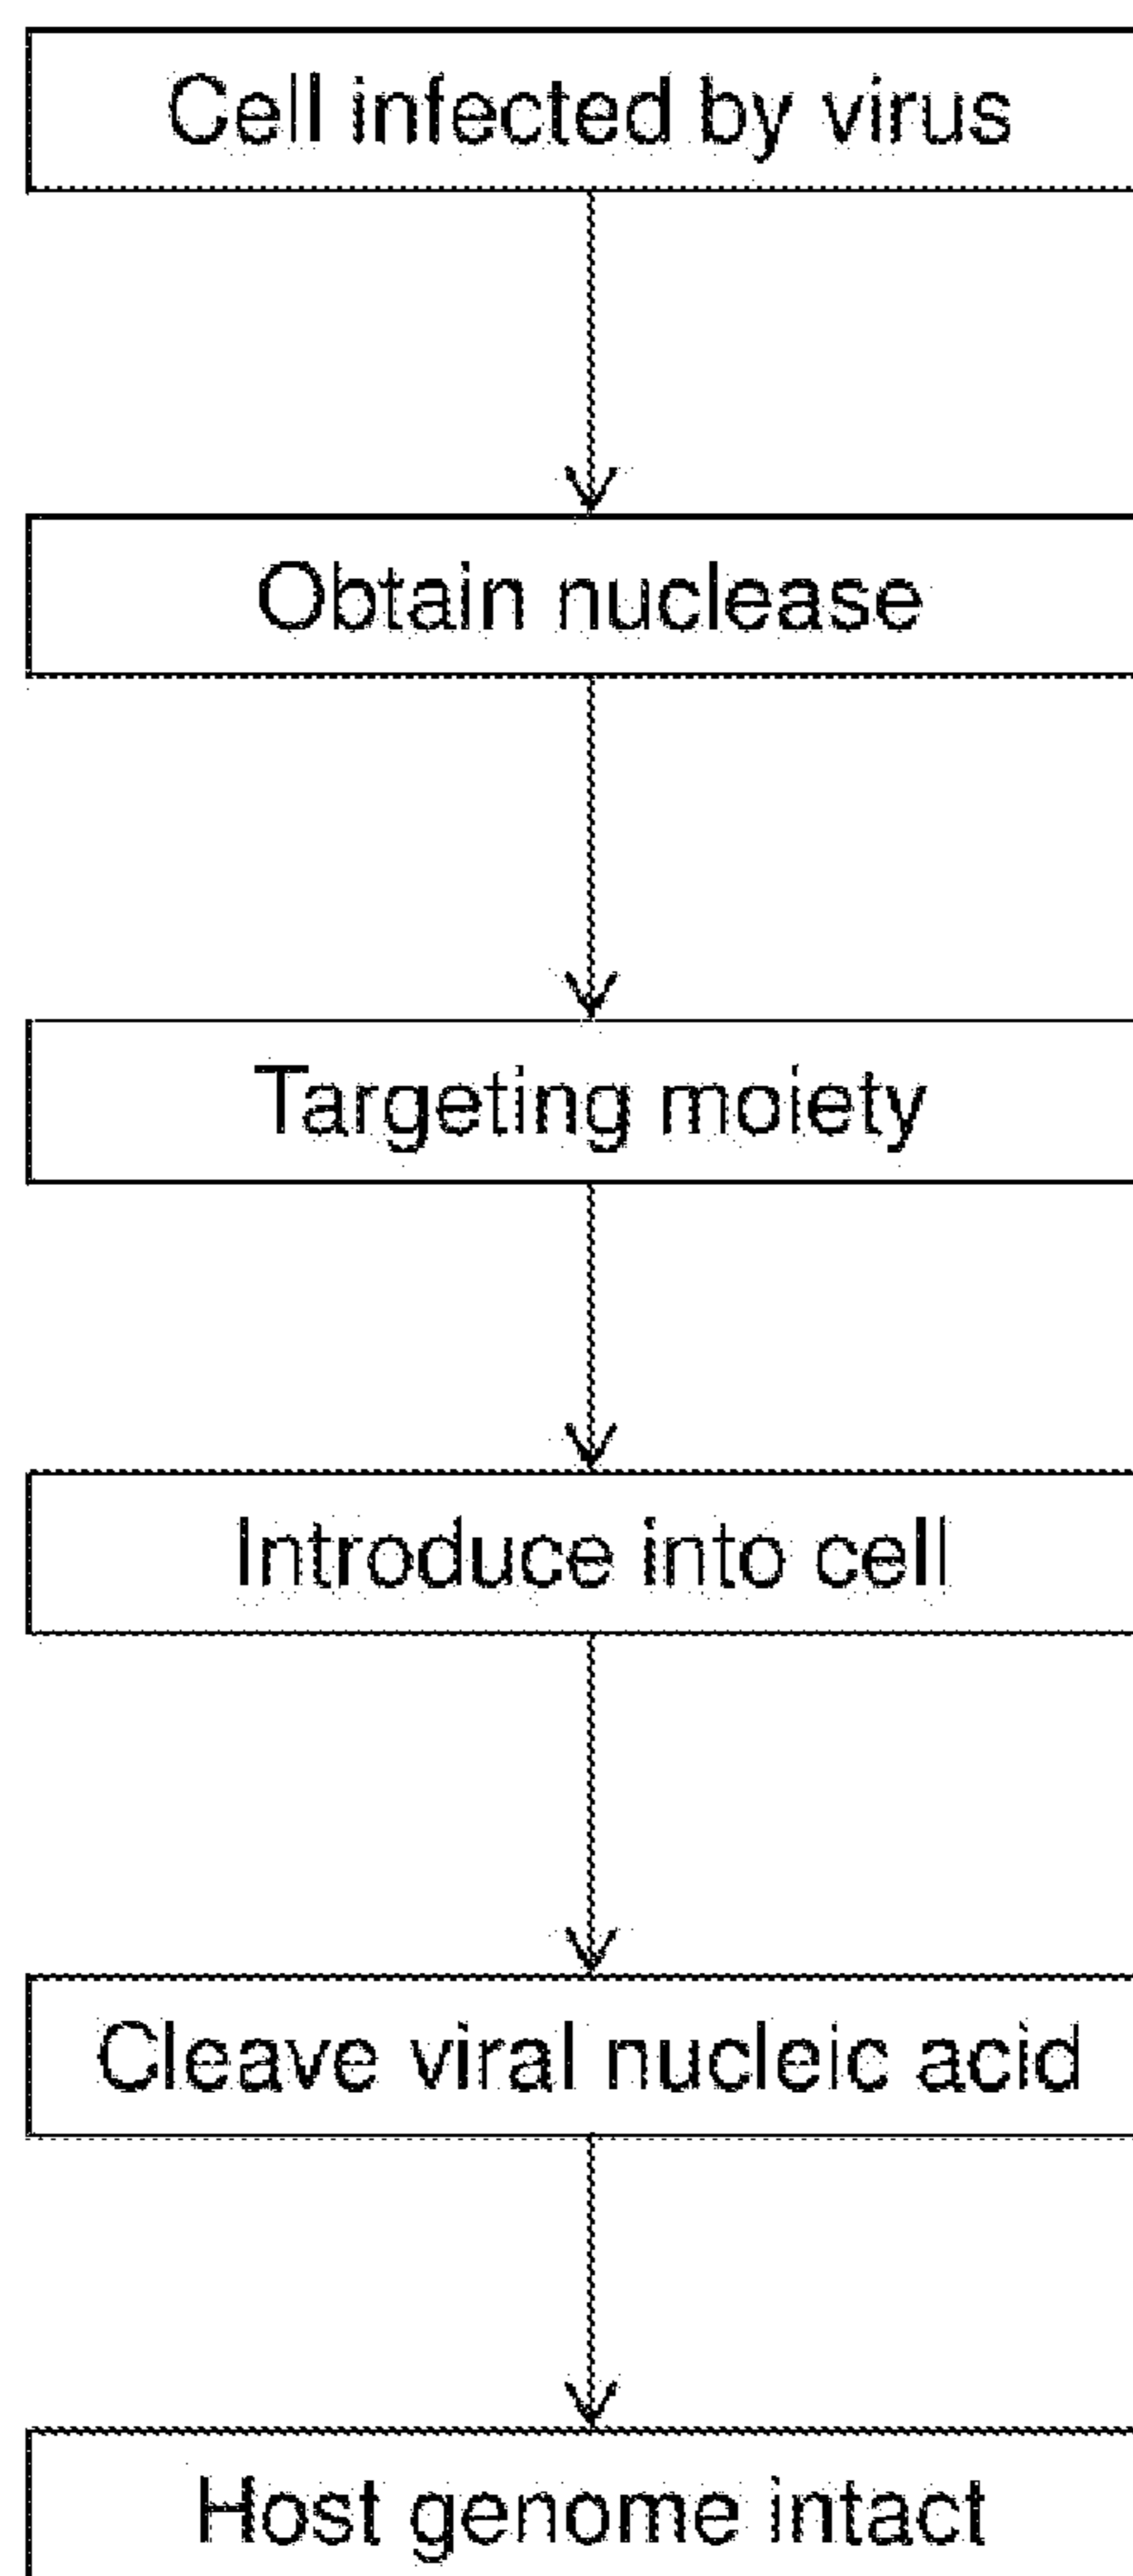 Cell infected by virus
Obtain nuclease
Targeting moiety
Introduce into cell
Cleave viral nucleic acid
Host genome intact